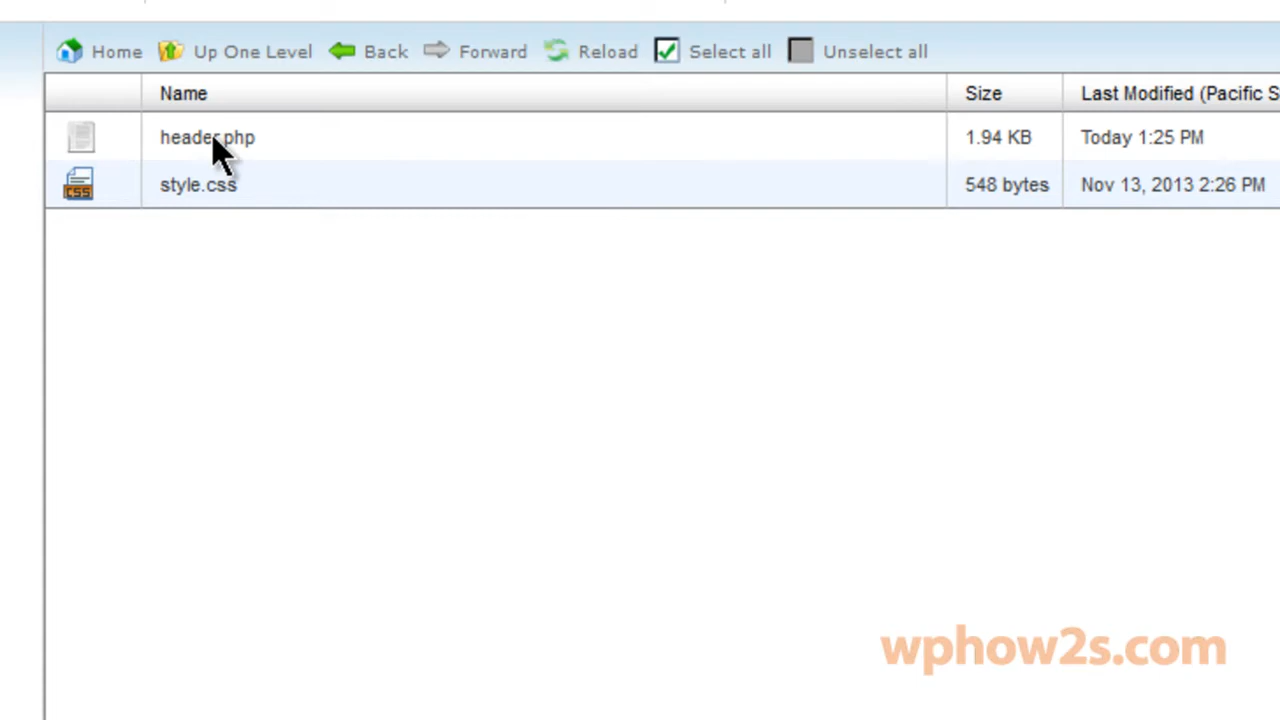 Home Up One Level Back Forward Reload Select all Unselect all
Name Size Last Modified (Pacific S
header.php 1.94 KB Today 1:25 PM
CSS style.css 548 bytes Nov 13, 2013 2:26 PM
wphow2s.com